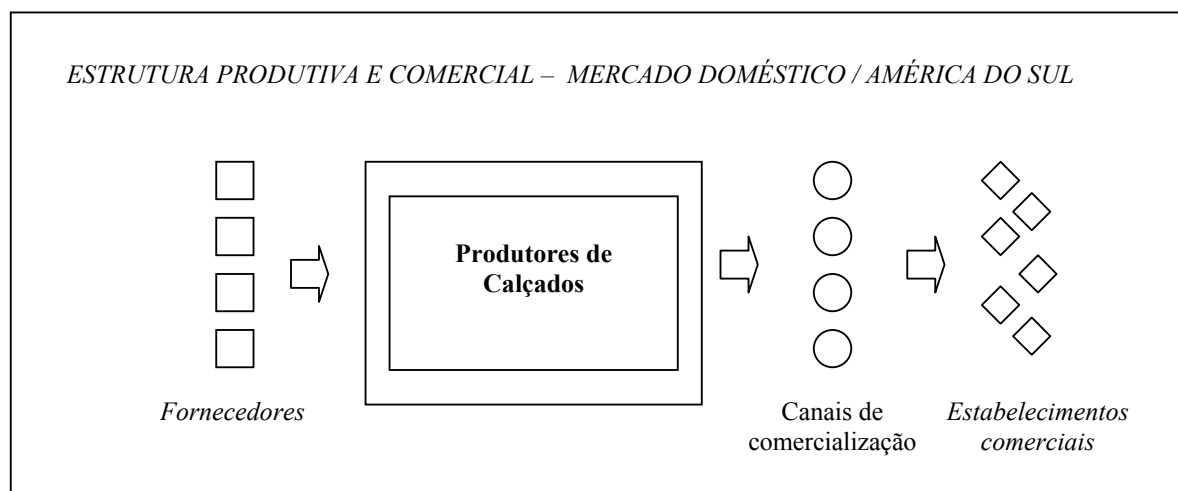 ESTRUTURA PRODUTIVA E COMERCIAL – MERCADO DOMÉSTICO / AMÉRICA DO SUL
Produtores de
Calçados
Fornecedores
Canais de
comercialização
Estabelecimentos
comerciais